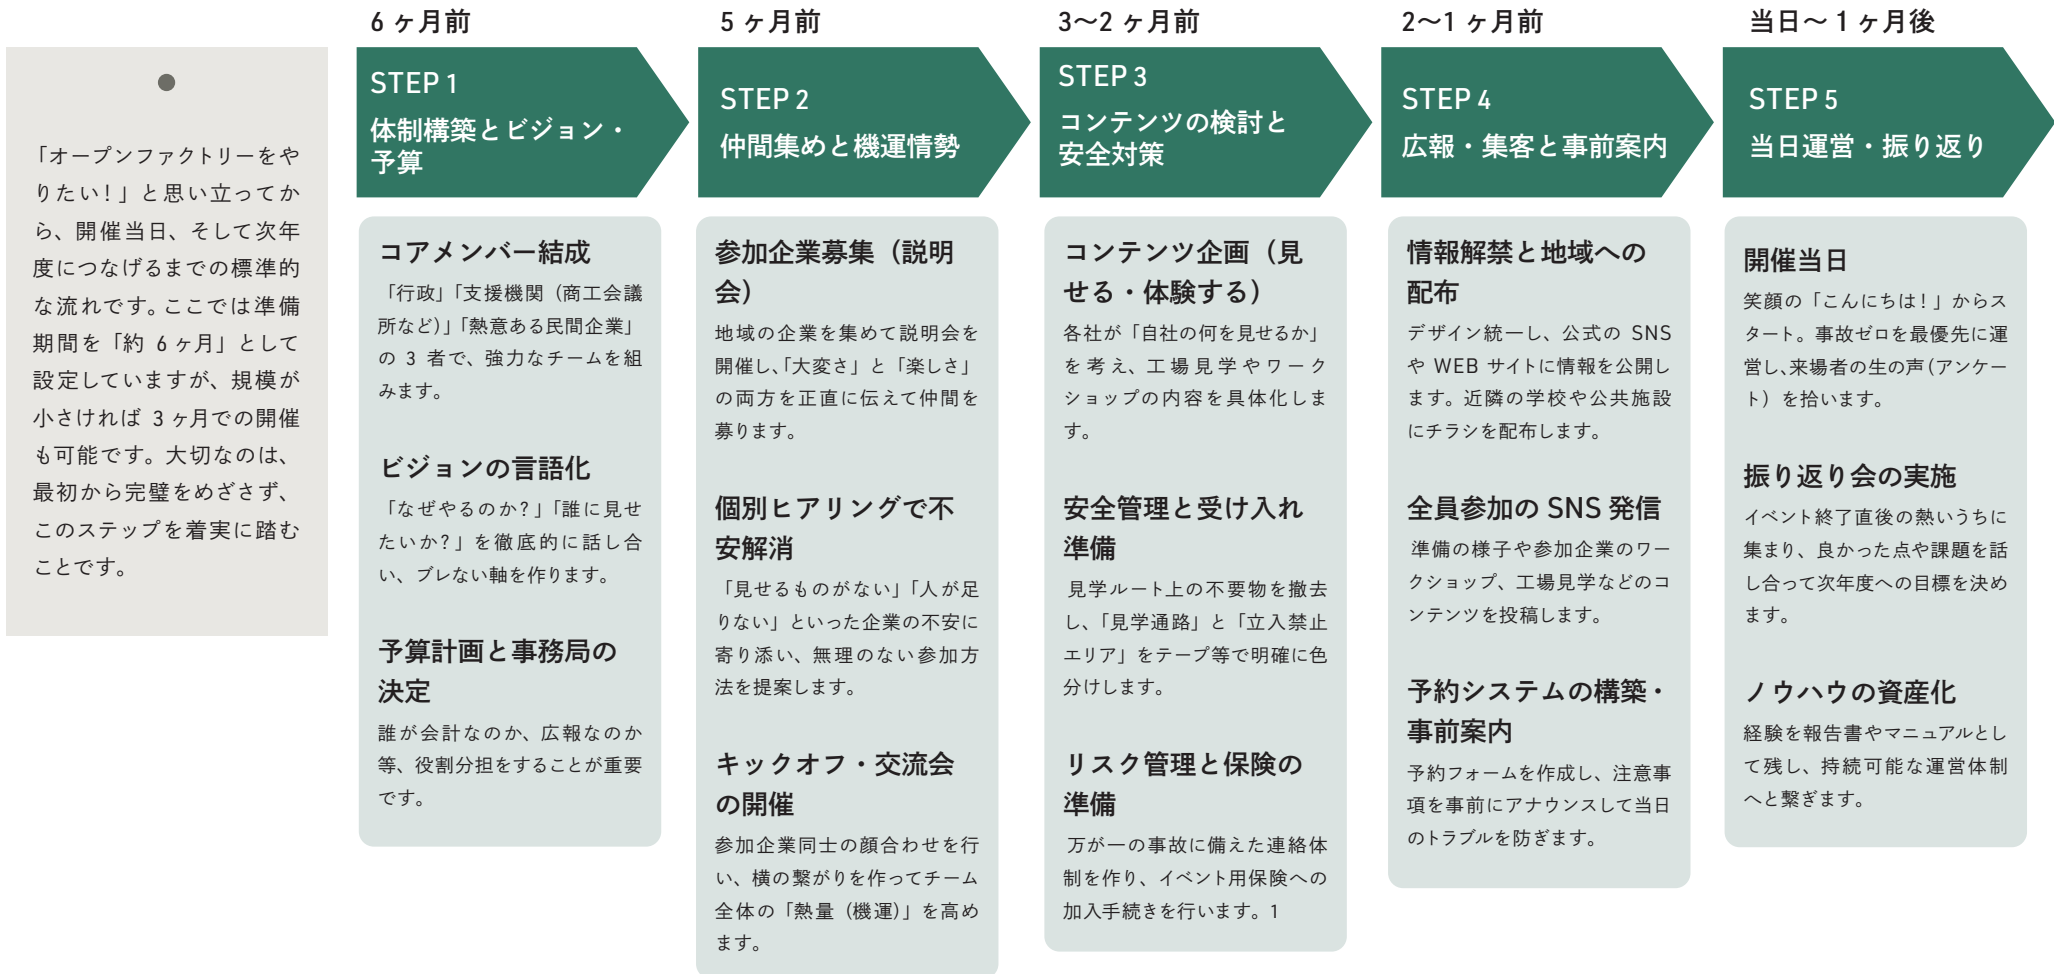 「オープンファクトリーをや
りたい！」と思い立ってか
ら、開催当日、そして次年
度につなげるまでの標準的
な流れです。ここでは準備
期間を「約 6 ヶ月」として
設定していますが、規模が
小さければ 3 ヶ月での開催
も可能です。大切なのは、
最初から完璧をめざさず、
このステップを着実に踏む
ことです。
6 ヶ月前
STEP 1
体制構築とビジョン・
予算
コアメンバー結成
「行政」「支援機関（商工会議
所など）」「熱意ある民間企業」
の 3 者で、強力なチームを組
みます。
ビジョンの言語化
「なぜやるのか？」「誰に見せ
たいか？」を徹底的に話し合
い、ブレない軸を作ります。
予算計画と事務局の
決定
誰が会計なのか、広報なのか
等、役割分担をすることが重要
です。
5 ヶ月前
STEP 2
仲間集めと機運情勢
参加企業募集（説明
会）
地域の企業を集めて説明会を
開催し、「大変さ」と「楽しさ」
の両方を正直に伝えて仲間を
募ります。
個別ヒアリングで不
安解消
「見せるものがない」「人が足
りない」といった企業の不安に
寄り添い、無理のない参加方
法を提案します。
キックオフ・交流会
の開催
参加企業同士の顔合わせを行
い、横の繋がりを作ってチーム
全体の「熱量（機運）」を高め
ます。
3〜2 ヶ月前
STEP 3
コンテンツの検討と
安全対策
コンテンツ企画（見
せる・体験する）
各社が「自社の何を見せるか」
を考え、工場見学やワーク
ショップの内容を具体化しま
す。
安全管理と受け入れ
準備
見学ルート上の不要物を撤去
し、「見学通路」と「立入禁止
エリア」をテープ等で明確に色
分けします。
リスク管理と保険の
準備
万が一の事故に備えた連絡体
制を作り、イベント用保険への
加入手続きを行います。1
2〜1 ヶ月前
STEP 4
広報・集客と事前案内
情報解禁と地域への
配布
デザイン統一し、公式の SNS
や WEB サイトに情報を公開し
ます。近隣の学校や公共施設
にチラシを配布します。
全員参加の SNS 発信
準備の様子や参加企業のワー
クショップ、工場見学などのコ
ンテンツを投稿します。
予約システムの構築・
事前案内
予約フォームを作成し、注意事
項を事前にアナウンスして当日
のトラブルを防ぎます。
当日〜 1 ヶ月後
STEP 5
当日運営・振り返り
開催当日
笑顔の「こんにちは！」からス
タート。事故ゼロを最優先に運
営し、来場者の生の声（アンケー
ト）を拾います。
振り返り会の実施
イベント終了直後の熱いうちに
集まり、良かった点や課題を話
し合って次年度への目標を決め
ます。
ノウハウの資産化
経験を報告書やマニュアルとし
て残し、持続可能な運営体制
へと繋ぎます。